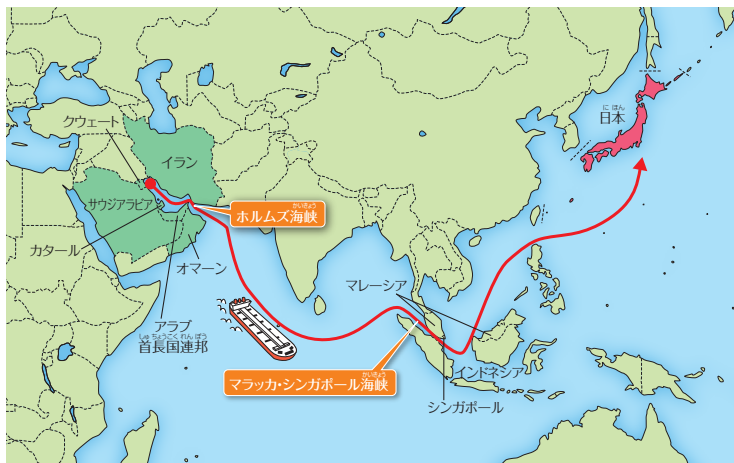 クウェート
イラン
サウジアラビア
カタール
オマーン
アラブ
首長国連邦
しゅちょうこくれんぽう
ホルムズ海峡
かいきょう
マレーシア
マラッカ・シンガポール海峡
かいきょう
インドネシア
シンガポール
にほん
日本